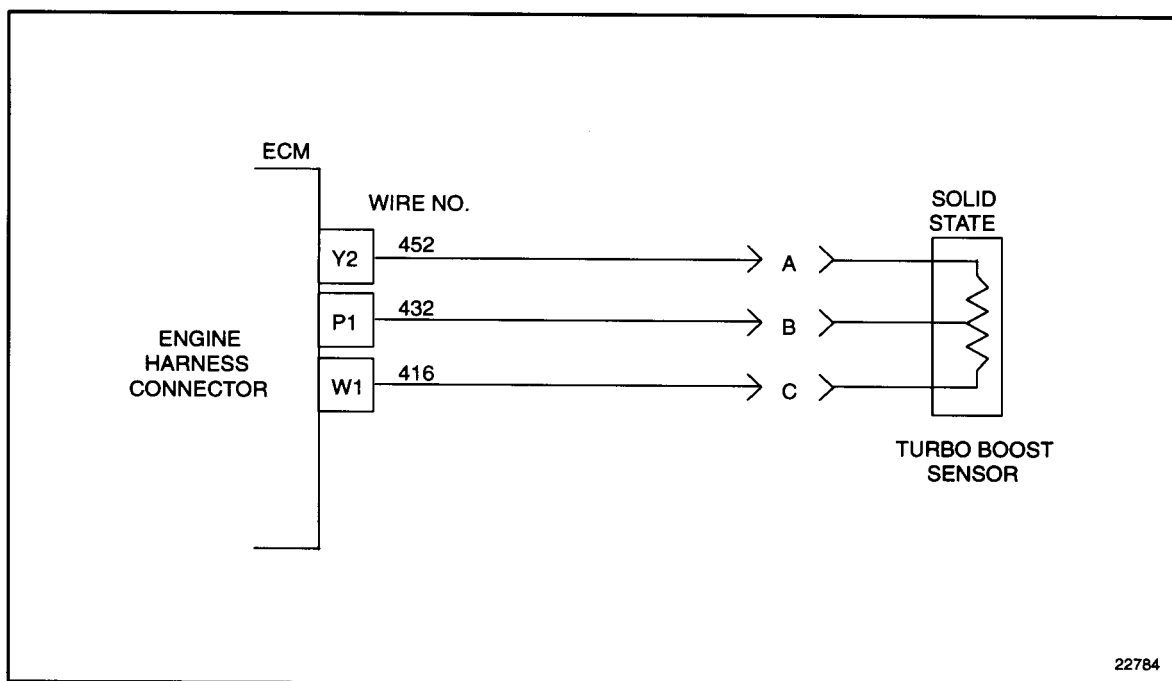 ECM
WIRE NO.
SOLID
STATE
Y2 452 A
P1 432 B
W1 416 C
ENGINE
HARNESS
CONNECTOR
TURBO BOOST
SENSOR
22784